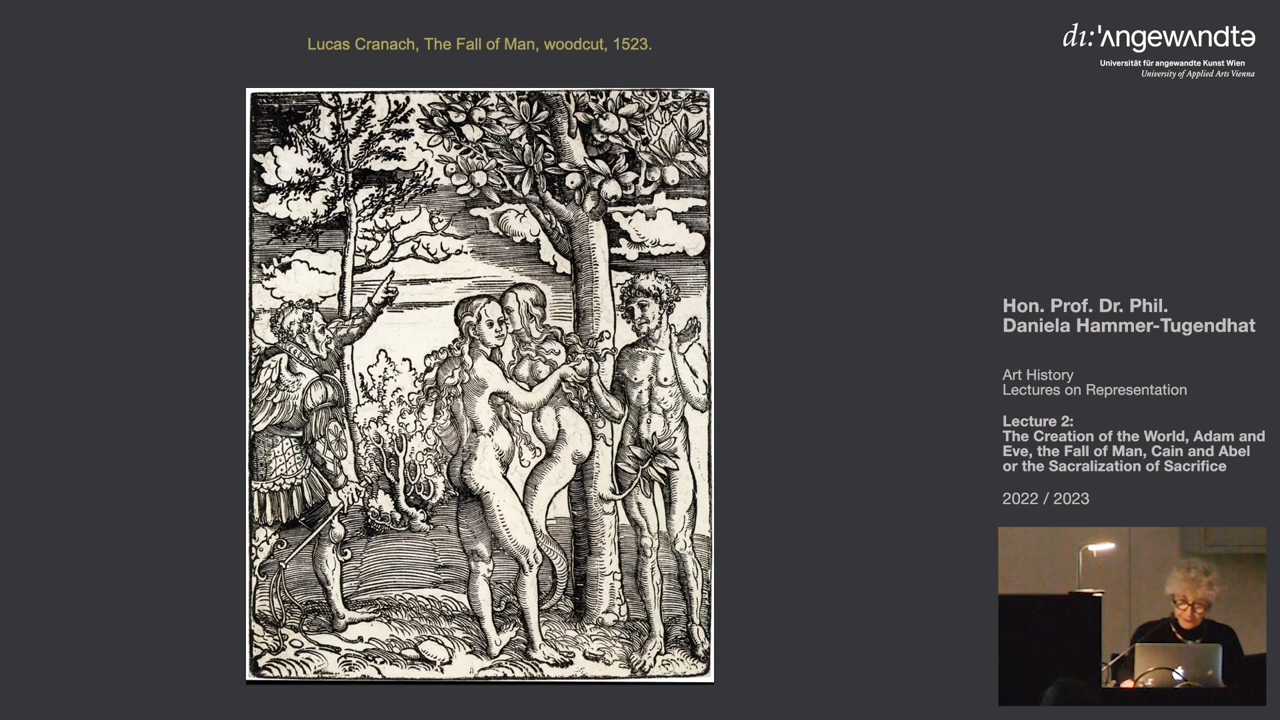 Lucas Cranach, The Fall of Man, woodcut, 1523.
dı:'ʌngewʌndtə
Universität für angewandte Kunst Wien
University of Applied Arts Vienna
Hon. Prof. Dr. Phil.
Daniela Hammer-Tugendhat
Art History
Lectures on Representation
Lecture 2:
The Creation of the World, Adam and
Eve, the Fall of Man, Cain and Abel
or the Sacralization of Sacrifice
2022 / 2023